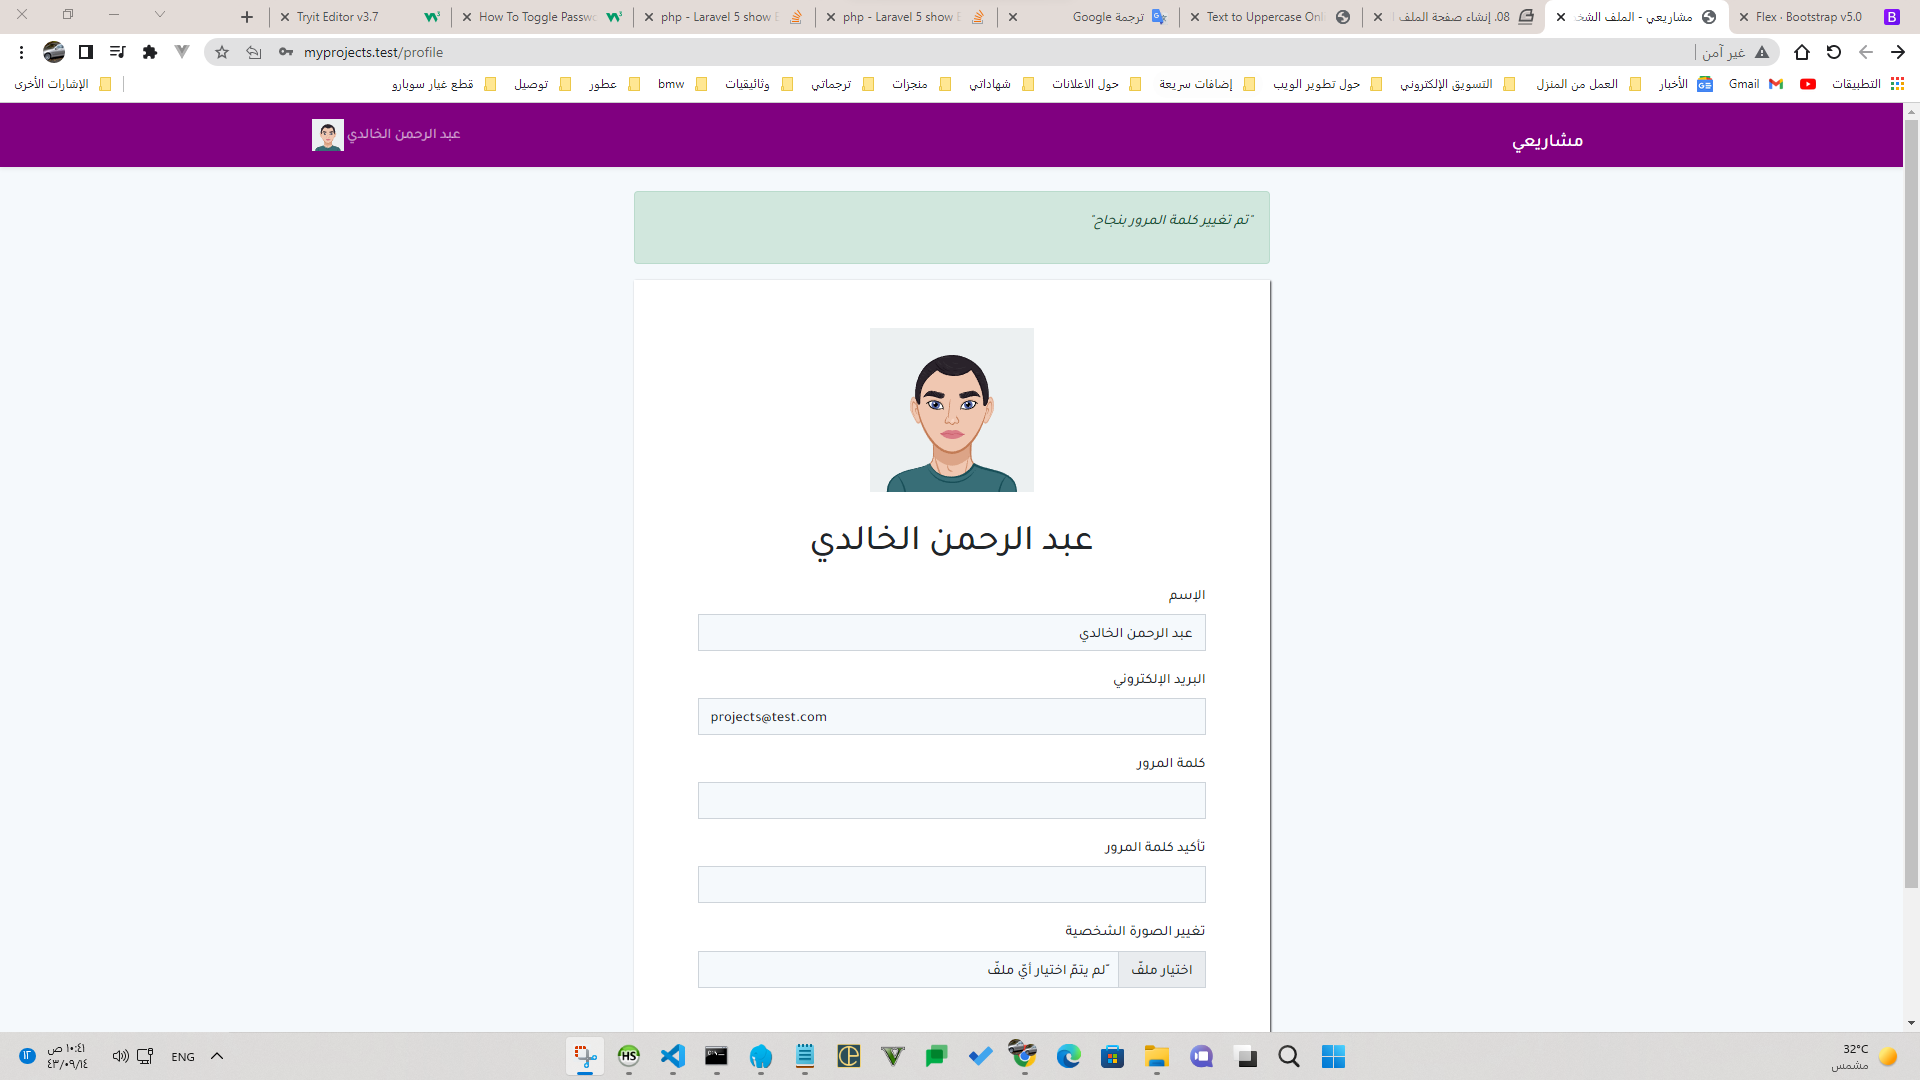 Flex · Bootstrap v5.0
مشاريعي - الملف الشخ
08. إنشاء صفحة الملف ا
Text to Uppercase Onl
ترجمة Google
php - Laravel 5 show E
php - Laravel 5 show E
How To Toggle Passwo
Tryit Editor v3.7
غير آمن
myprojects.test/profile
التطبيقات
Gmail
الأخبار
العمل من المنزل
التسويق الإلكتروني
حول تطوير الويب
إضافات سريعة
حول الاعلانات
شهاداتي
منجزات
ترجماتي
وثائيقيات
bmw
عطور
توصيل
قطع غيار سوبارو
الإشارات الأخرى
مشاريعي
عبد الرحمن الخالدي
"تم تغيير كلمة المرور بنجاح"
عبد الرحمن الخالدي
الإسم
عبد الرحمن الخالدي
البريد الإلكتروني
projects@test.com
كلمة المرور
تأكيد كلمة المرور
تغيير الصورة الشخصية
اختيار ملفّ
لم يتمّ اختيار أيّ ملفّ
32°C
مشمس
ENG
١٠:٤١ ص
٤٣/٠٩/١٤
١٢